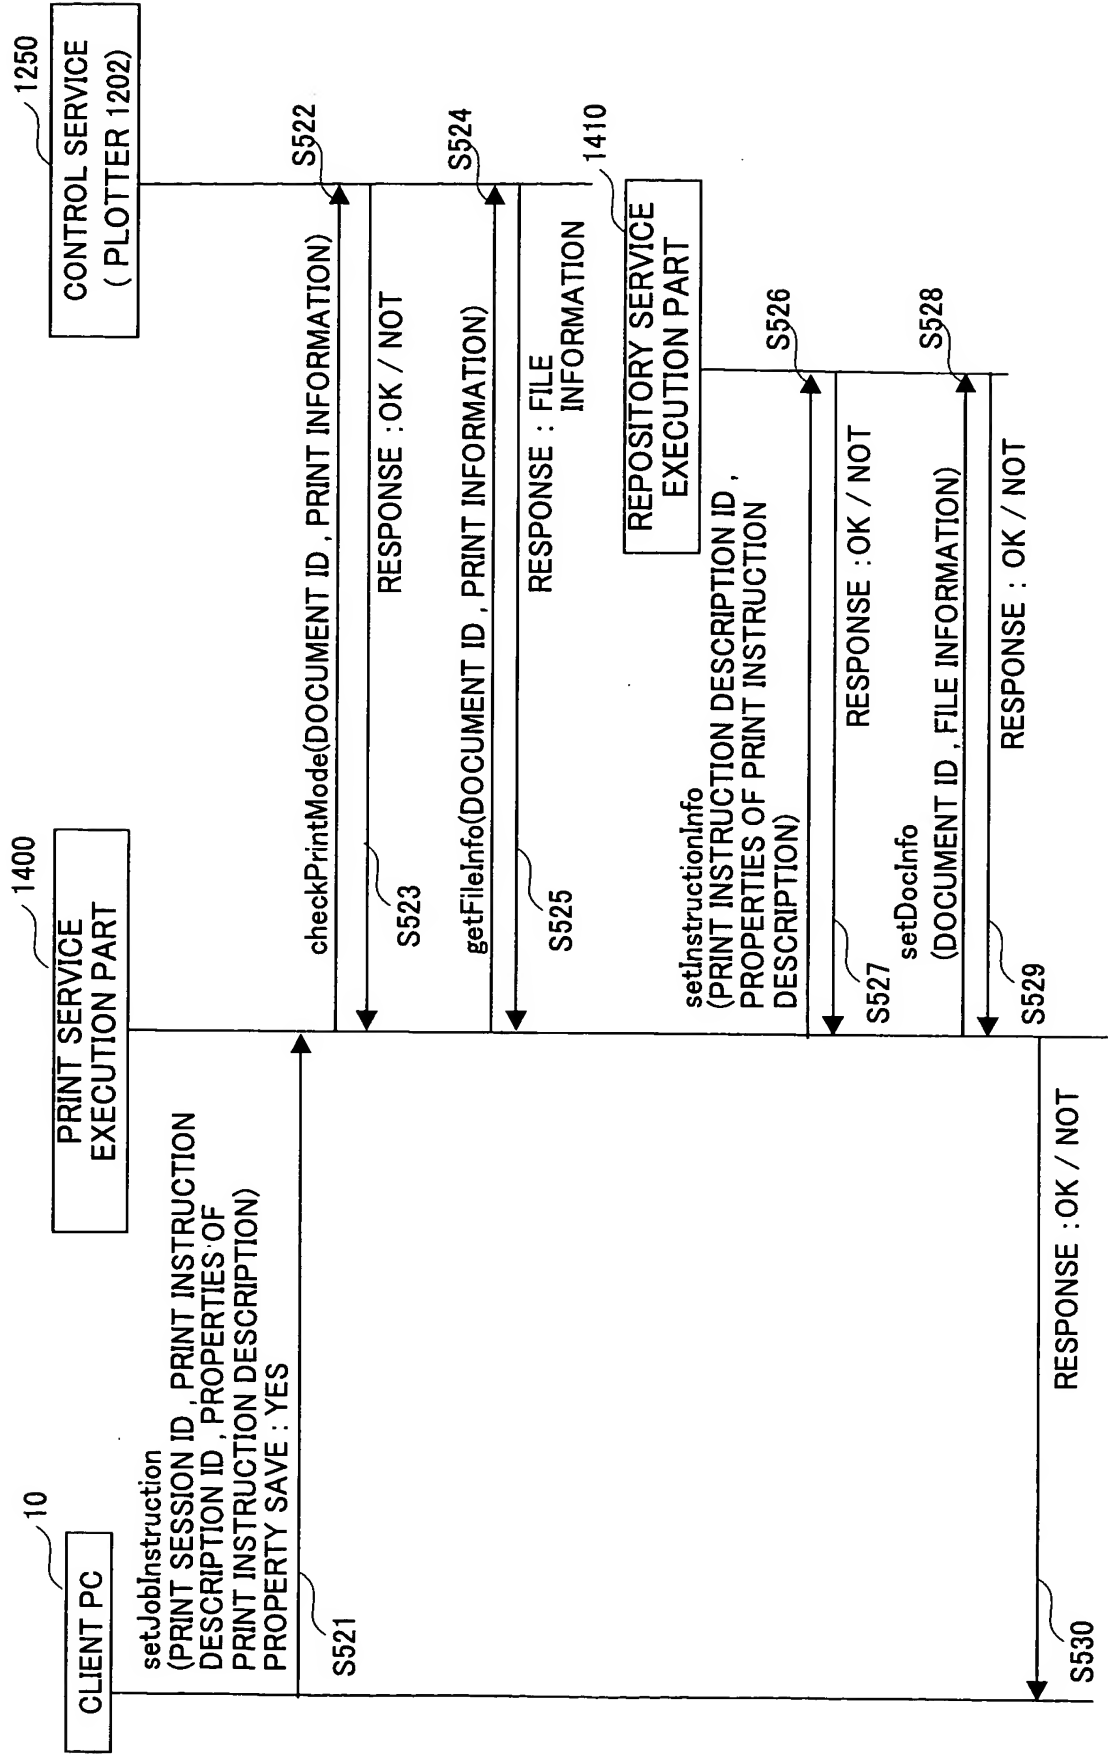 10
CLIENT PC
1400
PRINT SERVICE
EXECUTION PART
1250
CONTROL SERVICE
( PLOTTER 1202)
setJobInstruction
(PRINT SESSION ID , PRINT INSTRUCTION
DESCRIPTION ID , PROPERTIES OF
PRINT INSTRUCTION DESCRIPTION)
PROPERTY SAVE : YES
S521
checkPrintMode(DOCUMENT ID , PRINT INFORMATION)
S522
RESPONSE :OK / NOT
S523
getFileInfo(DOCUMENT ID , PRINT INFORMATION)
S524
RESPONSE : FILE
INFORMATION
S525
1410
REPOSITORY SERVICE
EXECUTION PART
setInstructionInfo
(PRINT INSTRUCTION DESCRIPTION ID ,
PROPERTIES OF PRINT INSTRUCTION
DESCRIPTION)
S526
RESPONSE :OK / NOT
S527
setDocInfo
(DOCUMENT ID , FILE INFORMATION)
S528
RESPONSE : OK / NOT
S529
RESPONSE :OK / NOT
S530